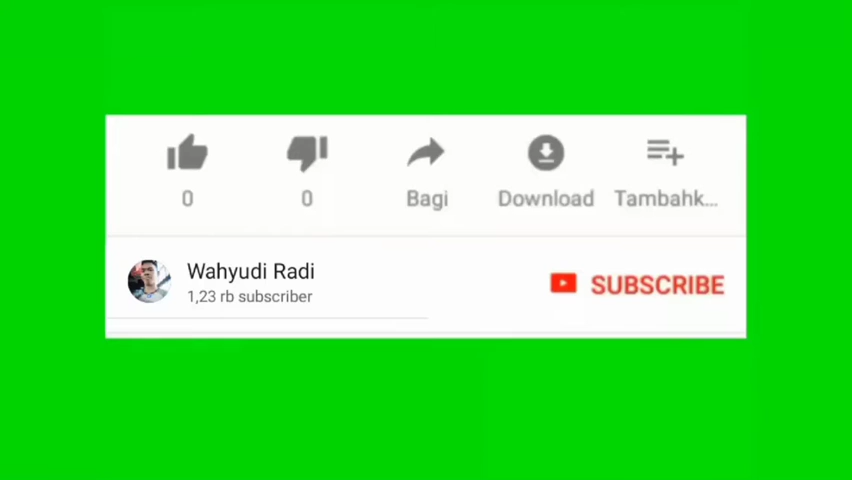 0 0 Bagi Download Tambahk...
Wahyudi Radi
1,23 rb subscriber
SUBSCRIBE